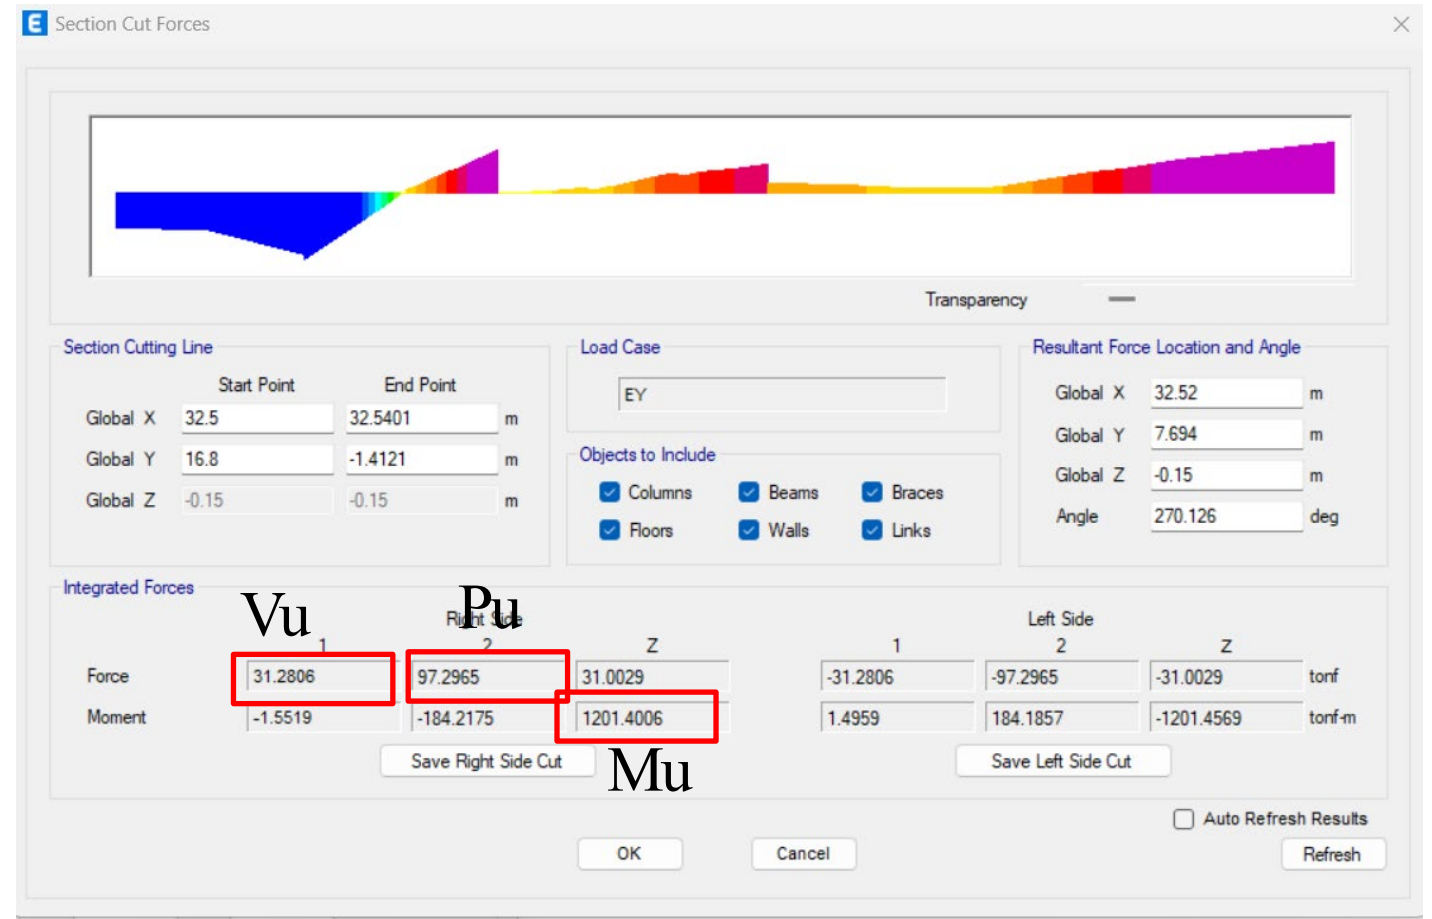 E Section Cut Forces
Transparency
Section Cutting Line
Start Point End Point
Global X 32.5 32.5401 m
Global Y 16.8 -1.4121 m
Global Z -0.15 -0.15 m
Load Case
EY
Objects to Include
Columns Beams Braces
Floors Walls Links
Resultant Force Location and Angle
Global X 32.52 m
Global Y 7.694 m
Global Z -0.15 m
Angle 270.126 deg
Integrated Forces
Vu Pu
Right Side Left Side
1 2 Z 1 2 Z
Force 31.2806 97.2965 31.0029 -31.2806 -97.2965 -31.0029 tonf
Moment -1.5519 -184.2175 1201.4006 1.4959 184.1857 -1201.4569 tonf-m
Save Right Side Cut Mu Save Left Side Cut
Auto Refresh Results
OK Cancel Refresh